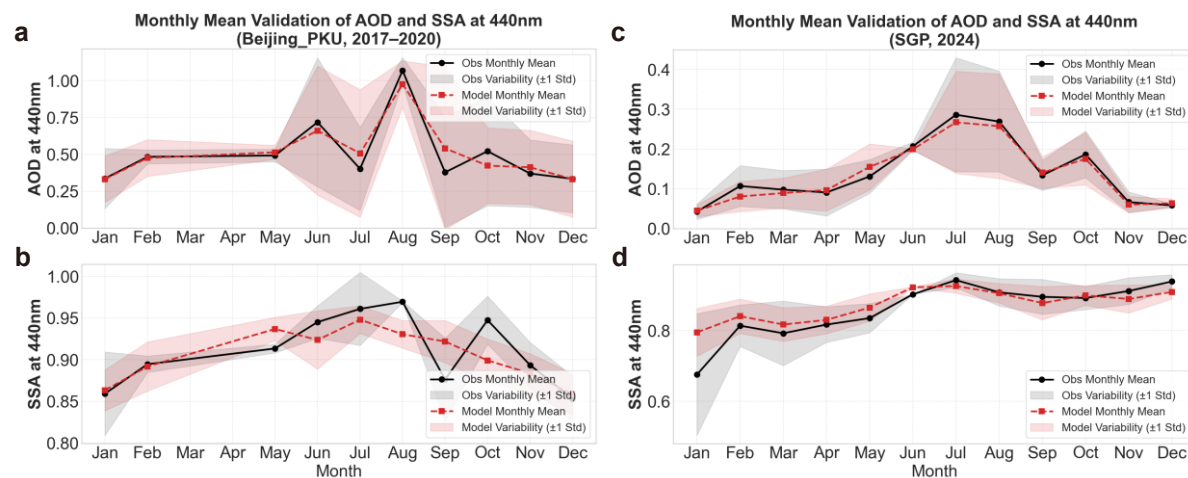 a
Monthly Mean Validation of AOD and SSA at 440nm
(Beijing_PKU, 2017–2020)
AOD at 440nm
1.00
0.75
0.50
0.25
0.00
Obs Monthly Mean
Obs Variability (±1 Std)
Model Monthly Mean
Model Variability (±1 Std)
Jan Feb Mar Apr May Jun Jul Aug Sep Oct Nov Dec
b
SSA at 440nm
1.00
0.95
0.90
0.85
0.80
Obs Monthly Mean
Obs Variability (±1 Std)
Model Monthly Mean
Model Variability (±1 Std)
Jan Feb Mar Apr May Jun Jul Aug Sep Oct Nov Dec
Month
c
Monthly Mean Validation of AOD and SSA at 440nm
(SGP, 2024)
AOD at 440nm
0.4
0.3
0.2
0.1
0.0
Obs Monthly Mean
Obs Variability (±1 Std)
Model Monthly Mean
Model Variability (±1 Std)
Jan Feb Mar Apr May Jun Jul Aug Sep Oct Nov Dec
d
SSA at 440nm
0.8
0.6
Obs Monthly Mean
Obs Variability (±1 Std)
Model Monthly Mean
Model Variability (±1 Std)
Jan Feb Mar Apr May Jun Jul Aug Sep Oct Nov Dec
Month